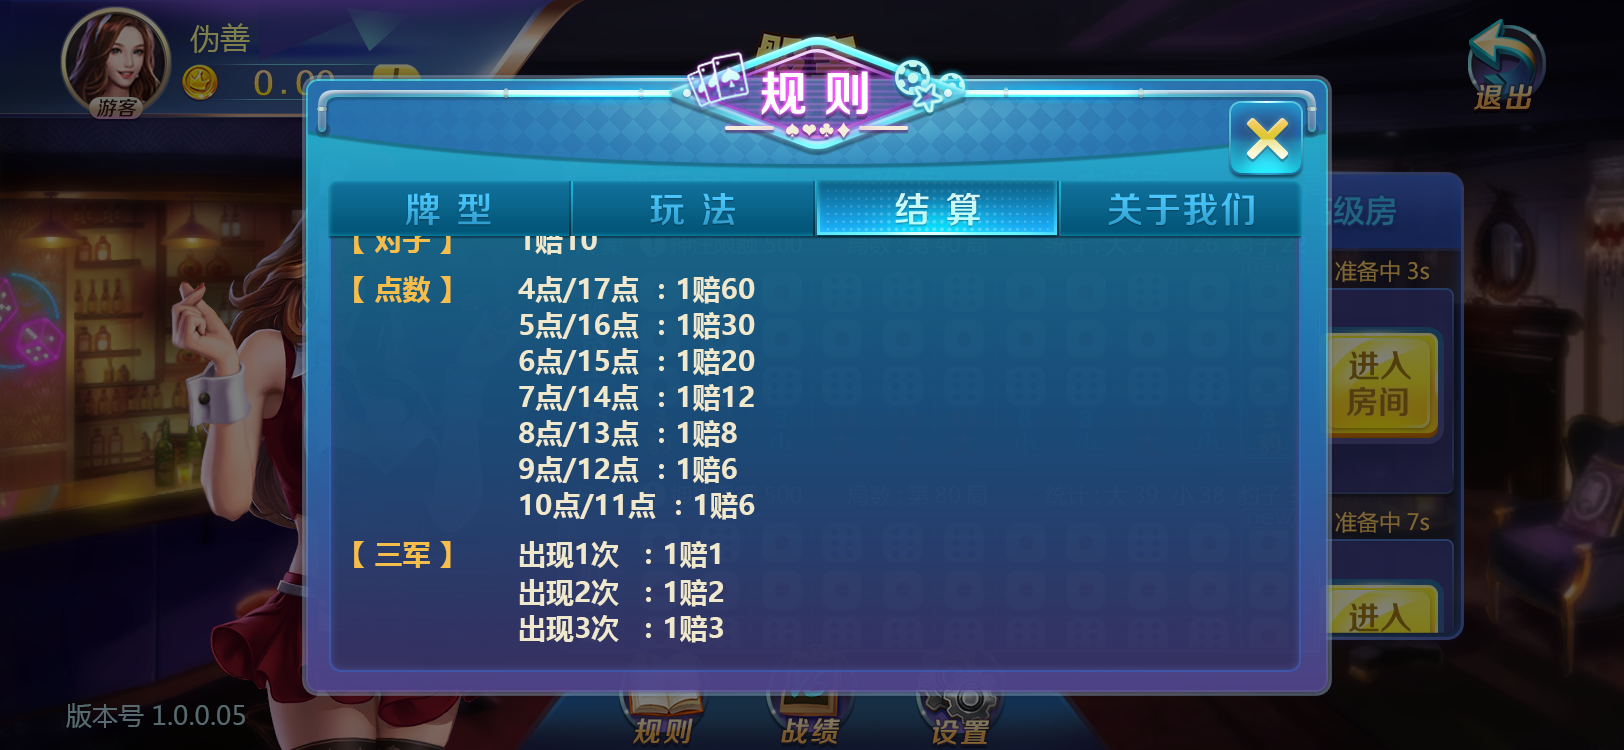 伪善
0.00
游客
规则
退出
牌型
玩法
结算
关于我们
级房
【对子】 1赔10
【点数】 4点/17点 : 1赔60
5点/16点 : 1赔30
6点/15点 : 1赔20
7点/14点 : 1赔12
8点/13点 : 1赔8
9点/12点 : 1赔6
10点/11点 : 1赔6
【三军】 出现1次 : 1赔1
出现2次 : 1赔2
出现3次 : 1赔3
准备中 3s
进入
房间
准备中 7s
进入
版本号 1.0.0.05
规则
战绩
设置